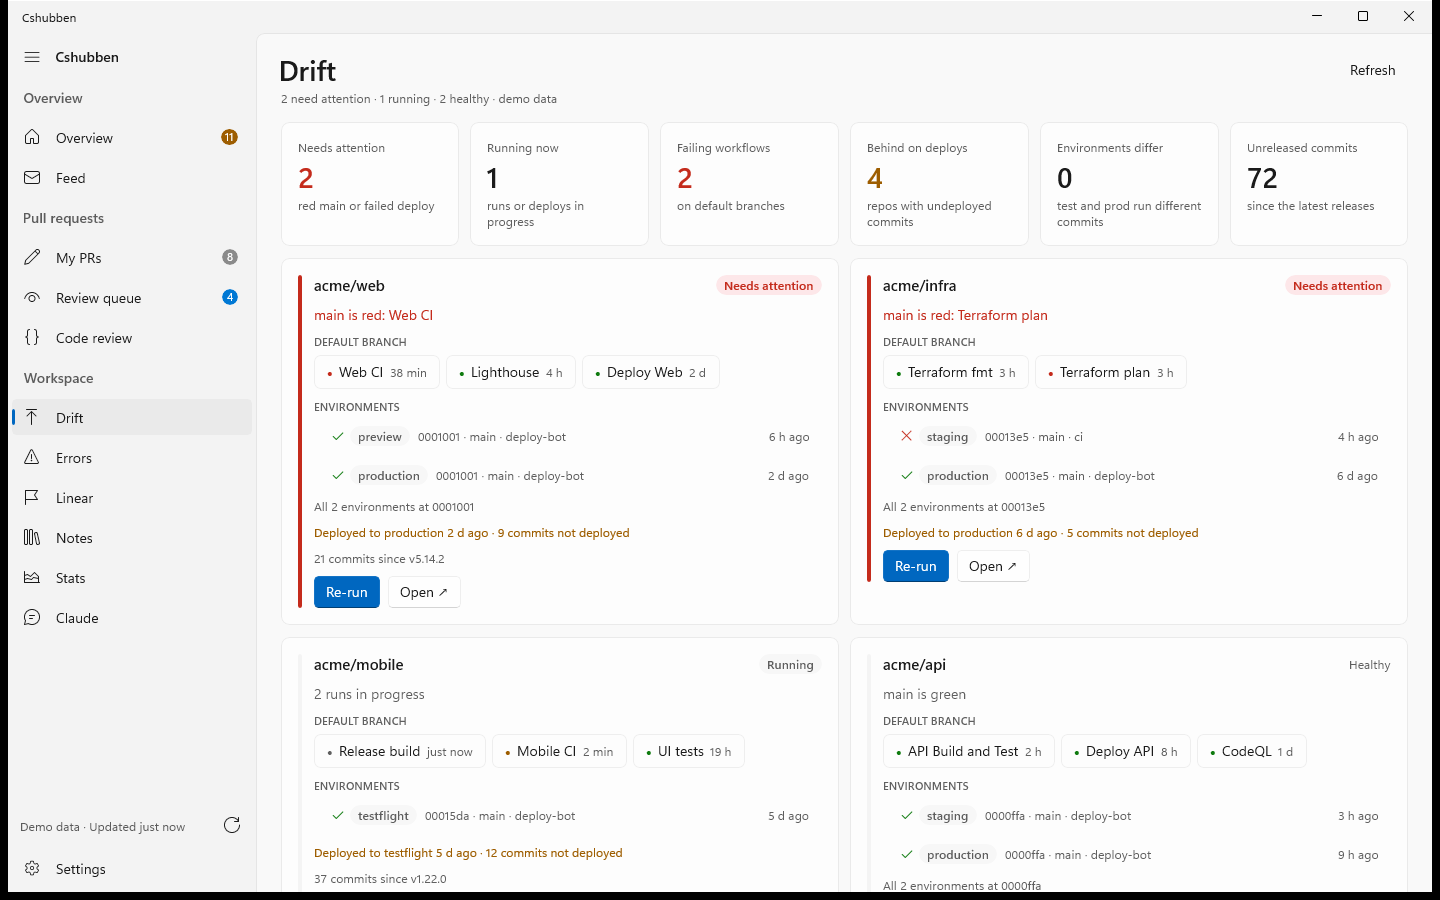 Cshubben
Cshubben
Overview
Overview 11
Feed
Pull requests
My PRs 8
Review queue 4
Code review
Workspace
Drift
Errors
Linear
Notes
Stats
Claude
Demo data · Updated just now
Settings
Drift
Refresh
2 need attention · 1 running · 2 healthy · demo data
Needs attention
2
red main or failed deploy
Running now
1
runs or deploys in
progress
Failing workflows
2
on default branches
Behind on deploys
4
repos with undeployed
commits
Environments differ
0
test and prod run different
commits
Unreleased commits
72
since the latest releases
acme/web Needs attention
main is red: Web CI
DEFAULT BRANCH
Web CI 38 min Lighthouse 4 h Deploy Web 2 d
ENVIRONMENTS
preview 0001001 · main · deploy-bot 6 h ago
production 0001001 · main · deploy-bot 2 d ago
All 2 environments at 0001001
Deployed to production 2 d ago · 9 commits not deployed
21 commits since v5.14.2
Re-run Open ↗
acme/infra Needs attention
main is red: Terraform plan
DEFAULT BRANCH
Terraform fmt 3 h Terraform plan 3 h
ENVIRONMENTS
staging 00013e5 · main · ci 4 h ago
production 00013e5 · main · deploy-bot 6 d ago
All 2 environments at 00013e5
Deployed to production 6 d ago · 5 commits not deployed
Re-run Open ↗
acme/mobile Running
2 runs in progress
DEFAULT BRANCH
Release build just now Mobile CI 2 min UI tests 19 h
ENVIRONMENTS
testflight 00015da · main · deploy-bot 5 d ago
Deployed to testflight 5 d ago · 12 commits not deployed
37 commits since v1.22.0
acme/api Healthy
main is green
DEFAULT BRANCH
API Build and Test 2 h Deploy API 8 h CodeQL 1 d
ENVIRONMENTS
staging 0000ffa · main · deploy-bot 3 h ago
production 0000ffa · main · deploy-bot 9 h ago
All 2 environments at 0000ffa